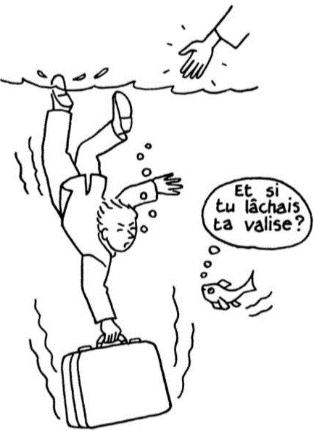 Et si
tu lâchais
ta valise?